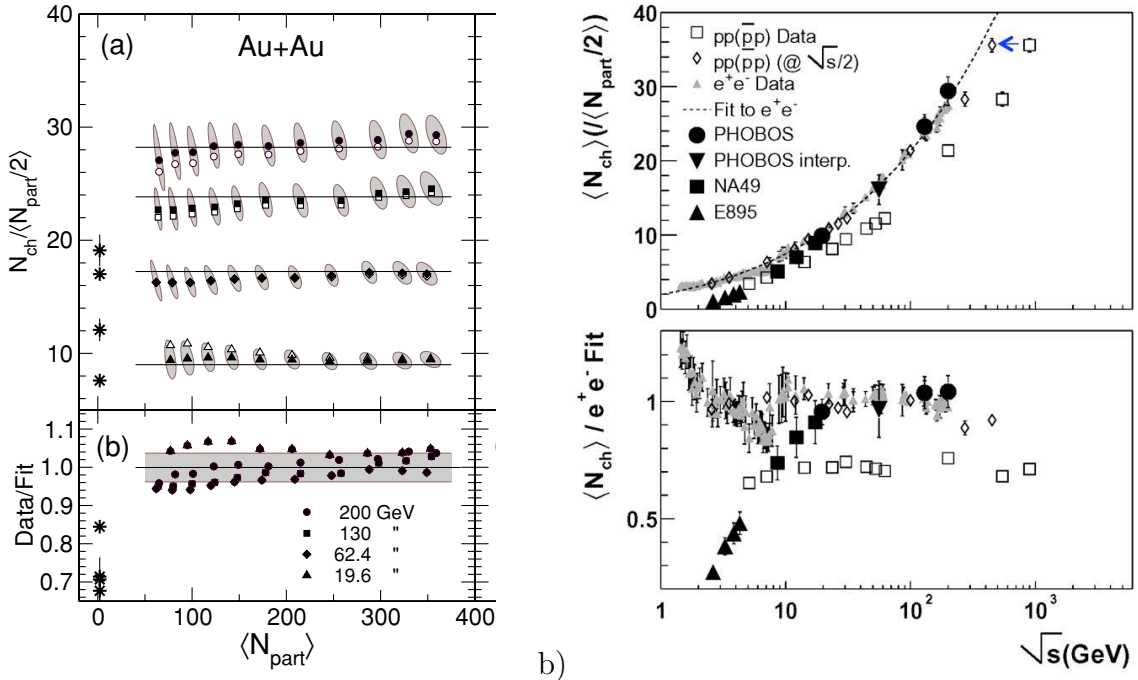 (a)
Au+Au
N_ch/⟨N_part/2⟩
40
30
20
10
(b)
Data/Fit
1.1
1.0
0.9
0.8
0.7
200 GeV
130 "
62.4 "
19.6 "
0 100 200 300 400
⟨N_part⟩
b)
⟨N_ch⟩(/⟨N_part/2⟩)
40
30
20
10
0
pp(p̅p) Data
pp(p̅p) (@ √s/2)
e⁺e⁻ Data
Fit to e⁺e⁻
PHOBOS
PHOBOS interp.
NA49
E895
⟨N_ch⟩ / e⁺e⁻ Fit
1
0.5
1 10 10² 10³
√s(GeV)